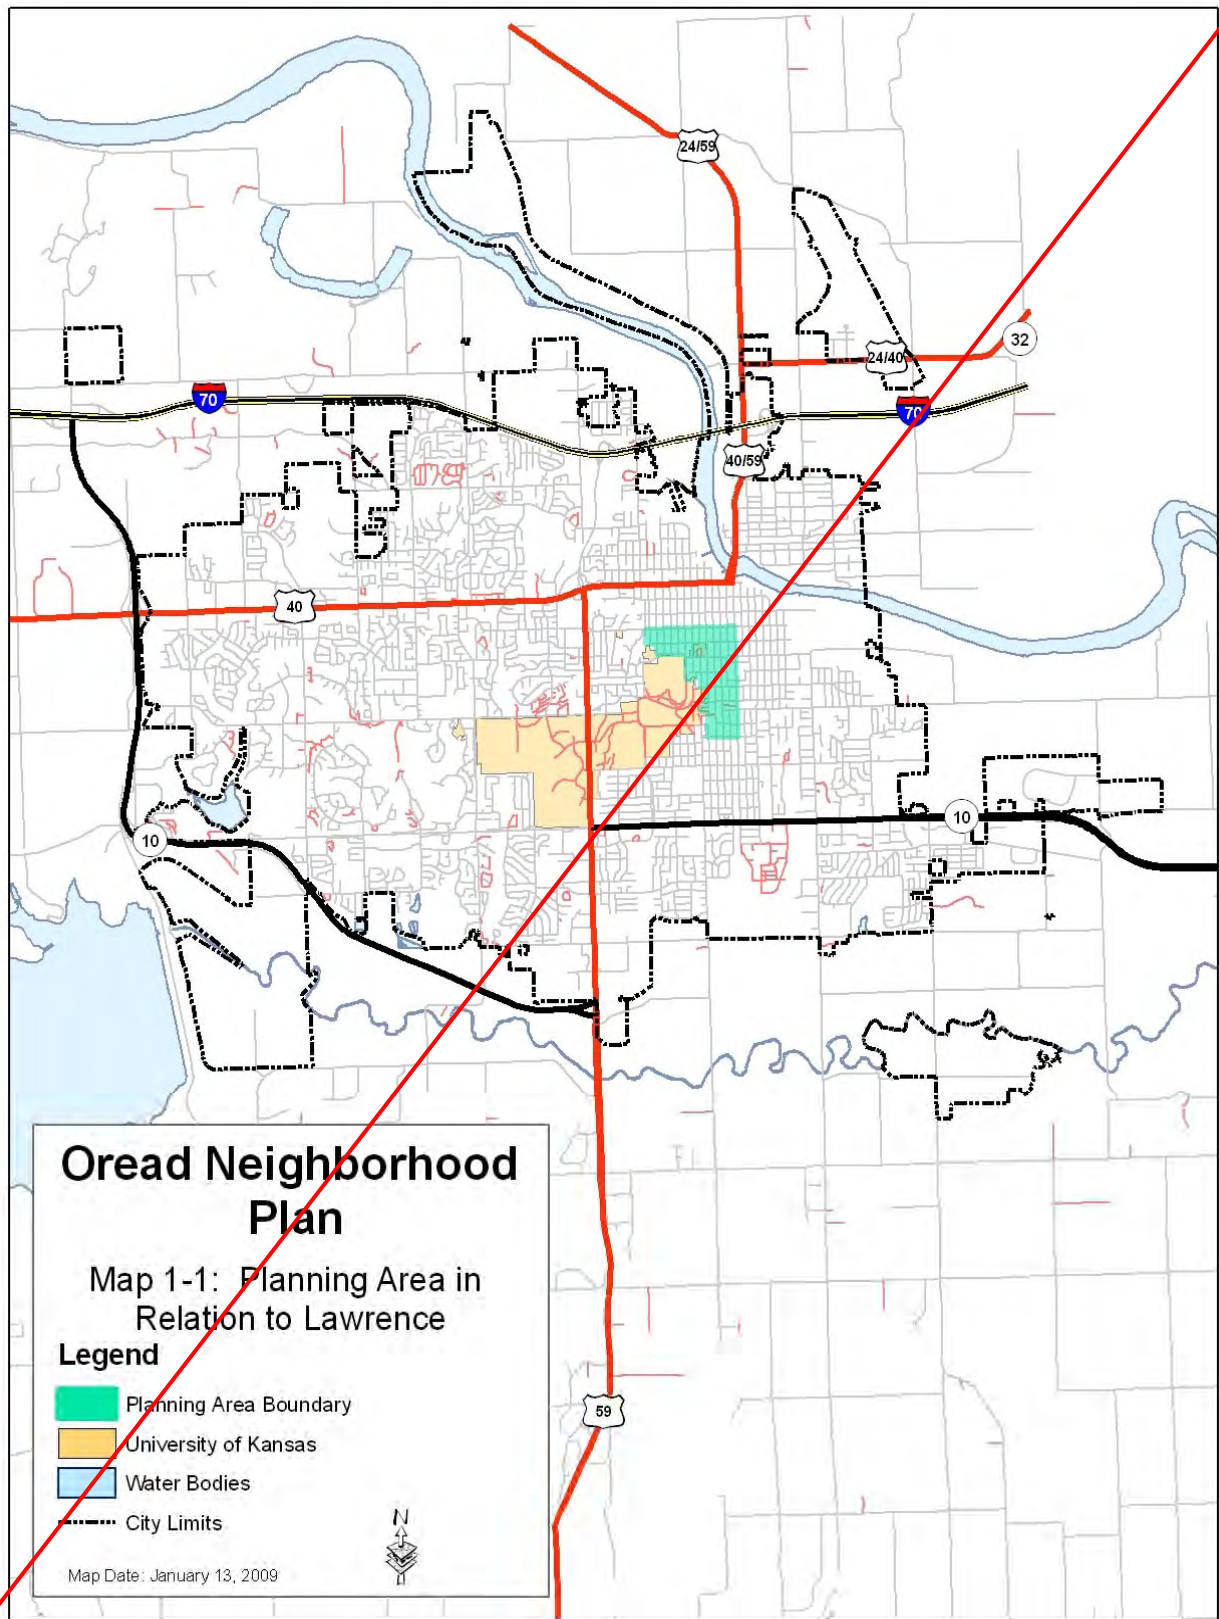 24/59
32
24/40
70
70
40/59
40
10
10
59
Oread Neighborhood
Plan
Map 1-1: Planning Area in
Relation to Lawrence
Legend
Planning Area Boundary
University of Kansas
Water Bodies
City Limits
N
Map Date: January 13, 2009